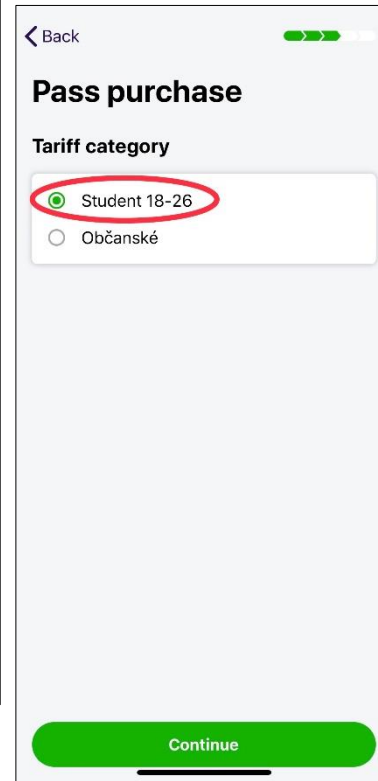 Back
Pass purchase
Tariff category
Student 18-26
Občanské
Continue